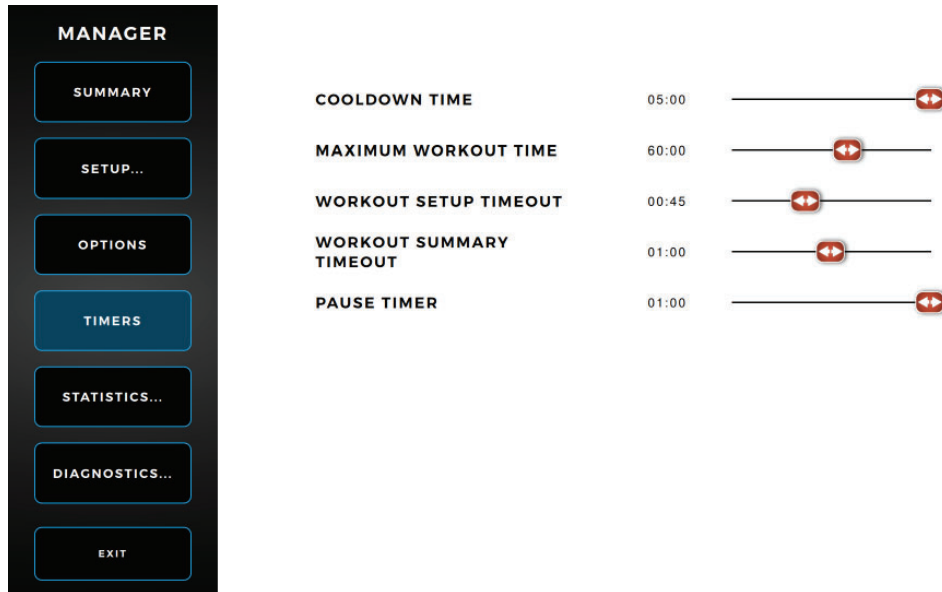 MANAGER
SUMMARY
SETUP...
OPTIONS
TIMERS
STATISTICS...
DIAGNOSTICS...
EXIT
COOLDOWN TIME 05:00
MAXIMUM WORKOUT TIME 60:00
WORKOUT SETUP TIMEOUT 00:45
WORKOUT SUMMARY
TIMEOUT 01:00
PAUSE TIMER 01:00